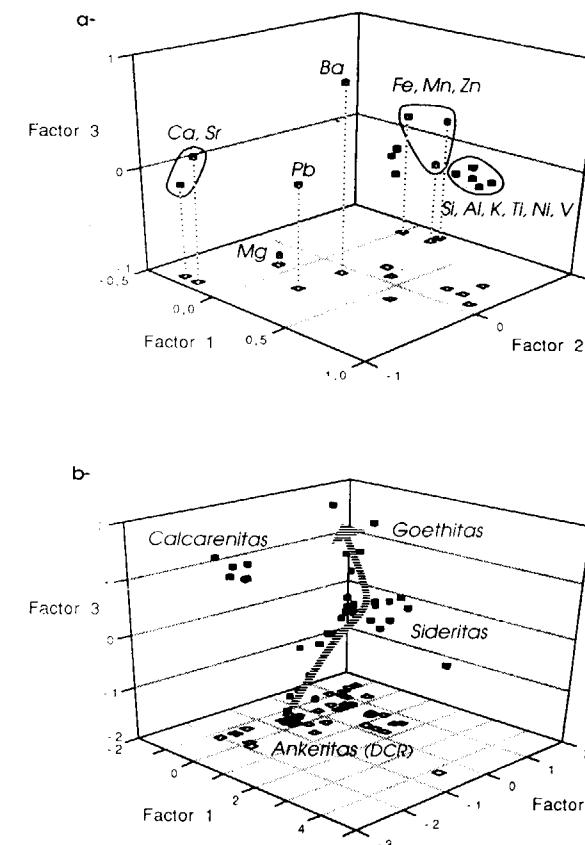 a-
1
Ba
Fe, Mn, Zn
Factor 3
Ca, Sr
0
Pb
Si, Al, K, Ti, Ni, V
Mg
-1
-0,5
0,0
Factor 1
0,5
0
Factor 2
1,0
-1
b-
Calcarenitas
Goethitas
1
Factor 3
0
Sideritas
-1
-2
-2
Ankeritas (DCR)
0
1
0
Factor 1
2
-1
Factor
4
-2
-3